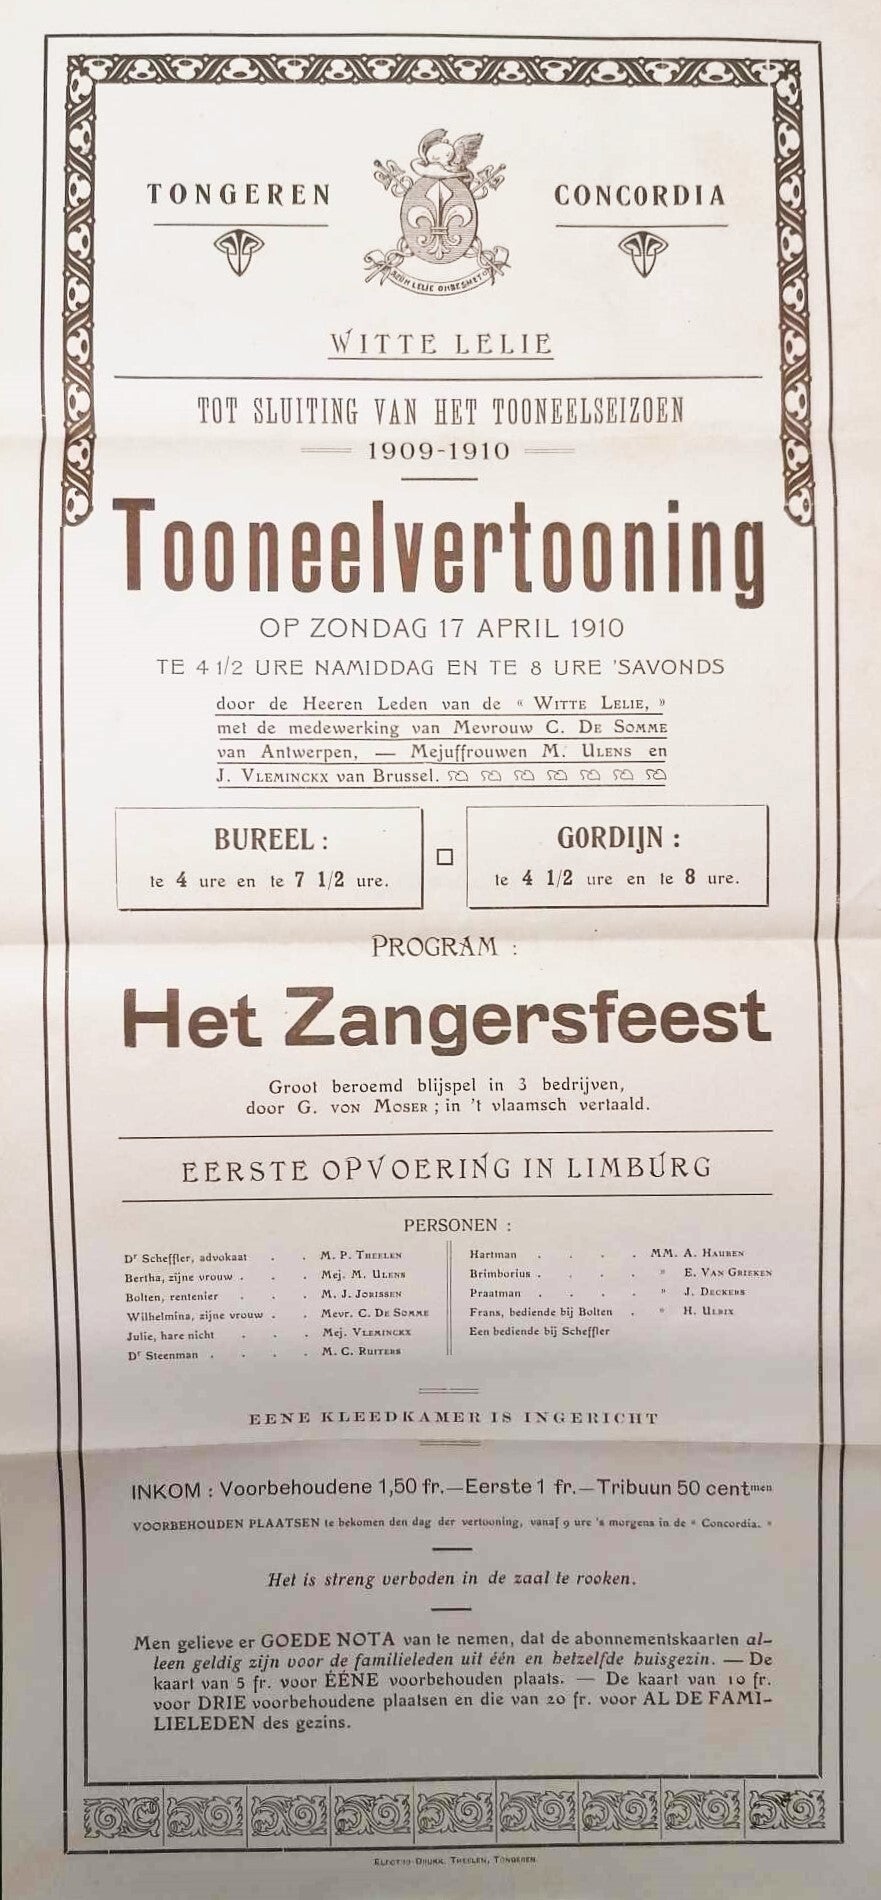 TONGEREN
CONCORDIA
REIN LELIE ONBESMET
WITTE LELIE
TOT SLUITING VAN HET TOONEELSEIZOEN
1909-1910
Tooneelvertooning
OP ZONDAG 17 APRIL 1910
TE 4 1/2 URE NAMIDDAG EN TE 8 URE 'SAVONDS
door de Heeren Leden van de « WITTE LELIE, »
met de medewerking van Mevrouw C. DE SOMME
van Antwerpen, — Mejuffrouwen M. ULENS en
J. VLEMINCKX van Brussel.
BUREEL :
te 4 ure en te 7 1/2 ure.
GORDIJN :
te 4 1/2 ure en te 8 ure.
PROGRAM :
Het Zangersfeest
Groot beroemd blijspel in 3 bedrijven,
door G. VON MOSER ; in 't vlaamsch vertaald.
EERSTE OPVOERING IN LIMBURG
PERSONEN :
Dr Scheffler, advokaat . . M. P. THEELEN
Bertha, zijne vrouw . . . Mej. M. ULENS
Bolten, rentenier . . . M. J. JORISSEN
Wilhelmina, zijne vrouw . . Mevr. C. DE SOMME
Julie, hare nicht . . . Mej. VLEMINCKX
Dr Steenman . . . . M. C. RUITERS
Hartman . . . . MM. A. HAUBEN
Brimborius . . . . » E. VAN GRIEKEN
Praatman . . . . » J. DECKERS
Frans, bediende bij Bolten . » H. ULRIX
Een bediende bij Scheffler
EENE KLEEDKAMER IS INGERICHT
INKOM : Voorbehoudene 1,50 fr.—Eerste 1 fr.—Tribuun 50 centmen
VOORBEHOUDEN PLAATSEN te bekomen den dag der vertooning, vanaf 9 ure 's morgens in de « Concordia. »
Het is streng verboden in de zaal te rooken.
Men gelieve er GOEDE NOTA van te nemen, dat de abonnementskaarten al-
leen geldig zijn voor de familieleden uit één en hetzelfde huisgezin. — De
kaart van 5 fr. voor ÉÉNE voorbehouden plaats. — De kaart van 10 fr.
voor DRIE voorbehoudene plaatsen en die van 20 fr. voor AL DE FAMI-
LIELEDEN des gezins.
ELECTRO-DRUKK. THEELEN, TONGEREN.